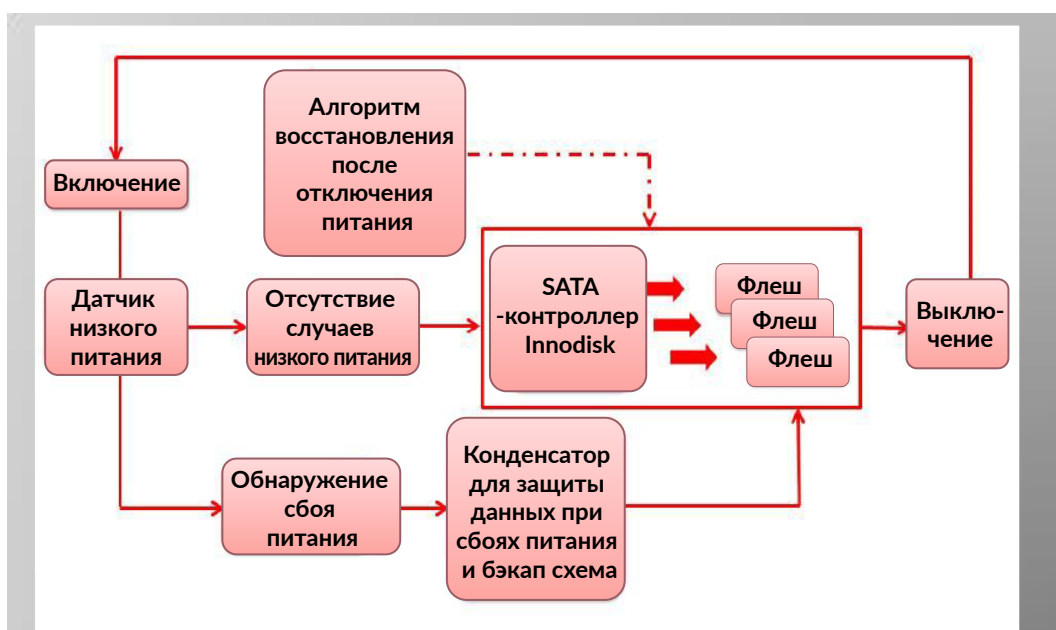 Алгоритм
восстановления
после
отключения
питания
Включение
Датчик
низкого
питания
Отсутствие
случаев
низкого питания
SATA
-контроллер
Innodisk
Флеш
Флеш
Флеш
Выклю-
чение
Обнаружение
сбоя
питания
Конденсатор
для защиты
данных при
сбоях питания
и бэкап схема